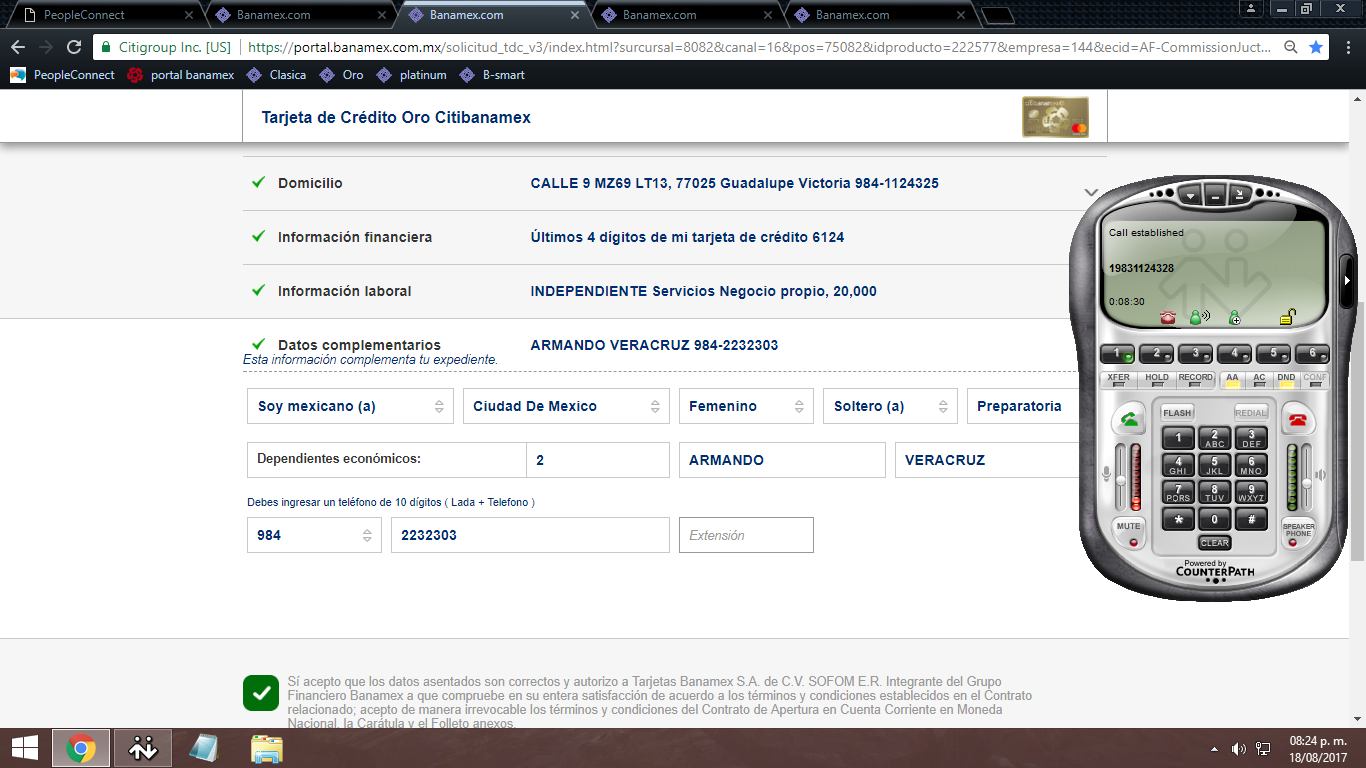 PeopleConnect
Banamex.com
Banamex.com
Banamex.com
Banamex.com
Citigroup Inc. [US] https://portal.banamex.com.mx/solicitud_tdc_v3/index.html?surcursal=8082&canal=16&pos=75082&idproducto=222577&empresa=144&ecid=AF-CommissionJuct...
PeopleConnect portal banamex Clasica Oro platinum B-smart
Tarjeta de Crédito Oro Citibanamex
Domicilio CALLE 9 MZ69 LT13, 77025 Guadalupe Victoria 984-1124325
Información financiera Últimos 4 dígitos de mi tarjeta de crédito 6124
Información laboral INDEPENDIENTE Servicios Negocio propio, 20,000
Datos complementarios ARMANDO VERACRUZ 984-2232303
Esta información complementa tu expediente.
Soy mexicano (a) Ciudad De Mexico Femenino Soltero (a) Preparatoria
Dependientes económicos: 2 ARMANDO VERACRUZ
Debes ingresar un teléfono de 10 dígitos ( Lada + Telefono )
984 2232303 Extensión
Sí acepto que los datos asentados son correctos y autorizo a Tarjetas Banamex S.A. de C.V. SOFOM E.R. Integrante del Grupo
Financiero Banamex a que compruebe en su entera satisfacción de acuerdo a los términos y condiciones establecidos en el Contrato
relacionado; acepto de manera irrevocable los términos y condiciones del Contrato de Apertura en Cuenta Corriente en Moneda
Nacional, la Carátula y el Folleto anexos.
Call established
19831124328
0:08:30
1 2 3 4 5 6
XFER HOLD RECORD AA AC DND CONF
FLASH REDIAL
1 2 ABC 3 DEF
4 GHI 5 JKL 6 MNO
7 PQRS 8 TUV 9 WXYZ
* 0 #
MUTE CLEAR SPEAKER PHONE
Powered by
COUNTERPATH
08:24 p. m.
18/08/2017